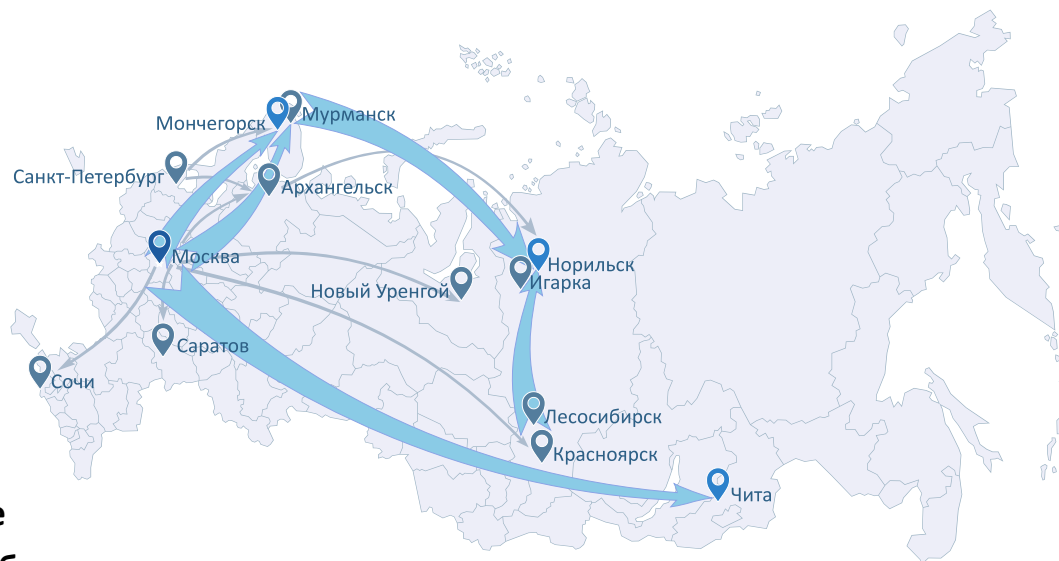 Мурманск
Мончегорск
Санкт-Петербург
Архангельск
Москва
Норильск
Игарка
Новый Уренгой
Саратов
Сочи
Лесосибирск
Красноярск
Чита
е
б